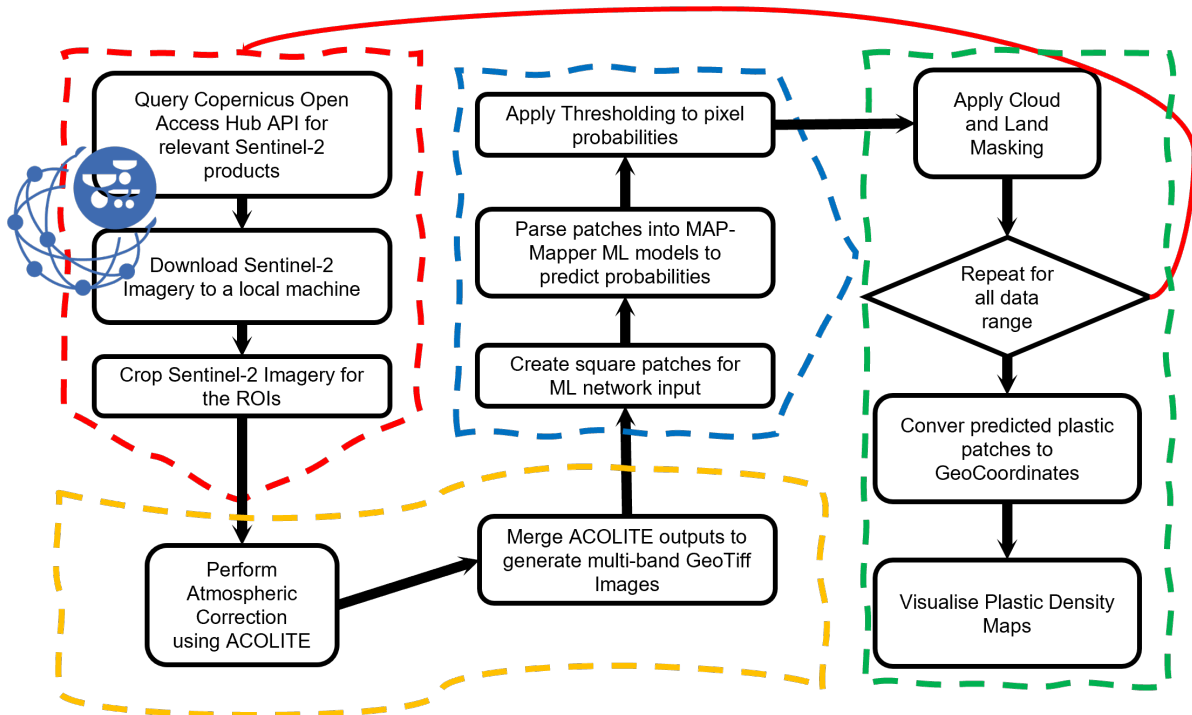 Query Copernicus Open
Access Hub API for
relevant Sentinel-2
products
Download Sentinel-2
Imagery to a local machine
Crop Sentinel-2 Imagery for
the ROIs
Perform
Atmospheric
Correction
using ACOLITE
Merge ACOLITE outputs to
generate multi-band GeoTiff
Images
Create square patches for
ML network input
Parse patches into MAP-
Mapper ML models to
predict probabilities
Apply Thresholding to pixel
probabilities
Apply Cloud
and Land
Masking
Repeat for
all data
range
Conver predicted plastic
patches to
GeoCoordinates
Visualise Plastic Density
Maps